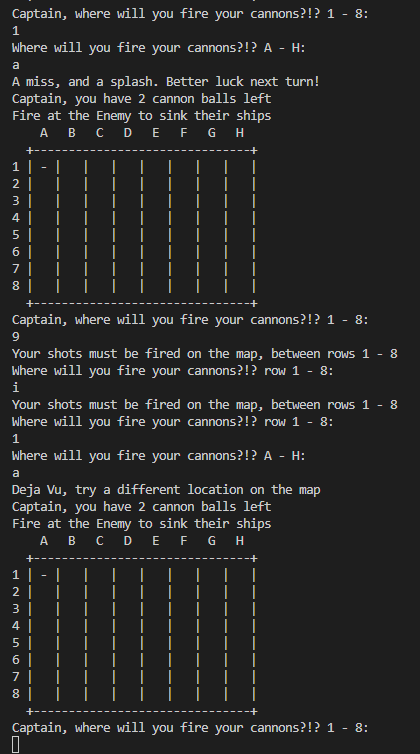 Captain, where will you fire your cannons?!? 1 - 8:
1
Where will you fire your cannons?!? A - H:
a
A miss, and a splash. Better luck next turn!
Captain, you have 2 cannon balls left
Fire at the Enemy to sink their ships
    A   B   C   D   E   F   G   H
  +-------------------------------+
1 | - |   |   |   |   |   |   |   |
2 |   |   |   |   |   |   |   |   |
3 |   |   |   |   |   |   |   |   |
4 |   |   |   |   |   |   |   |   |
5 |   |   |   |   |   |   |   |   |
6 |   |   |   |   |   |   |   |   |
7 |   |   |   |   |   |   |   |   |
8 |   |   |   |   |   |   |   |   |
  +-------------------------------+
Captain, where will you fire your cannons?!? 1 - 8:
9
Your shots must be fired on the map, between rows 1 - 8
Where will you fire your cannons?!? row 1 - 8:
i
Your shots must be fired on the map, between rows 1 - 8
Where will you fire your cannons?!? row 1 - 8:
1
Where will you fire your cannons?!? A - H:
a
Deja Vu, try a different location on the map
Captain, you have 2 cannon balls left
Fire at the Enemy to sink their ships
    A   B   C   D   E   F   G   H
  +-------------------------------+
1 | - |   |   |   |   |   |   |   |
2 |   |   |   |   |   |   |   |   |
3 |   |   |   |   |   |   |   |   |
4 |   |   |   |   |   |   |   |   |
5 |   |   |   |   |   |   |   |   |
6 |   |   |   |   |   |   |   |   |
7 |   |   |   |   |   |   |   |   |
8 |   |   |   |   |   |   |   |   |
  +-------------------------------+
Captain, where will you fire your cannons?!? 1 - 8: